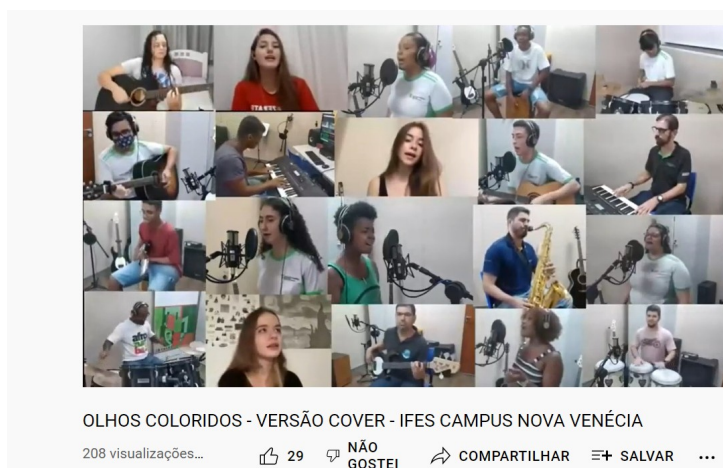 OLHOS COLORIDOS - VERSÃO COVER - IFES CAMPUS NOVA VENÉCIA
208 visualizações...
29
NÃO
GOSTEI
COMPARTILHAR
SALVAR